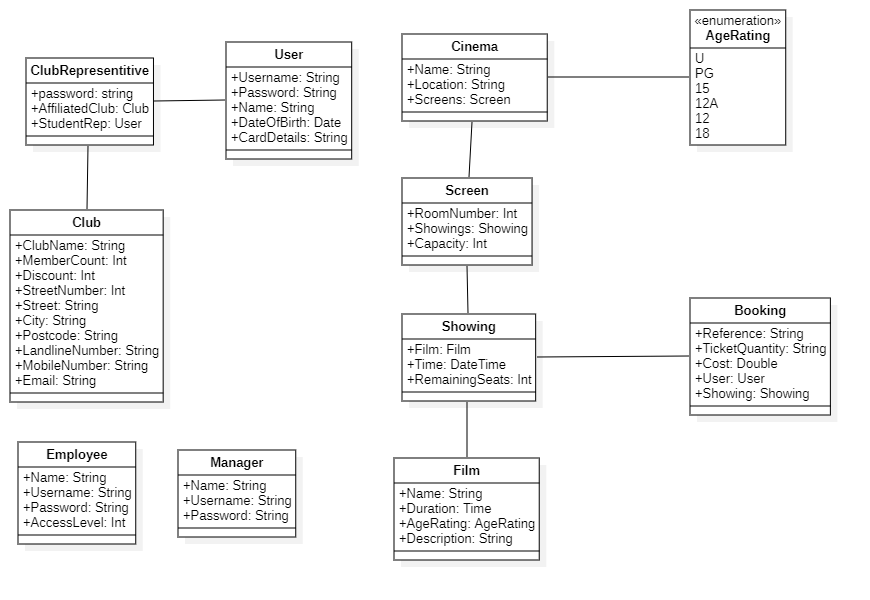 ClubRepresentitive
+password: string
+AffiliatedClub: Club
+StudentRep: User
User
+Username: String
+Password: String
+Name: String
+DateOfBirth: Date
+CardDetails: String
Cinema
+Name: String
+Location: String
+Screens: Screen
«enumeration»
AgeRating
U
PG
15
12A
12
18
Club
+ClubName: String
+MemberCount: Int
+Discount: Int
+StreetNumber: Int
+Street: String
+City: String
+Postcode: String
+LandlineNumber: String
+MobileNumber: String
+Email: String
Screen
+RoomNumber: Int
+Showings: Showing
+Capacity: Int
Showing
+Film: Film
+Time: DateTime
+RemainingSeats: Int
Booking
+Reference: String
+TicketQuantity: String
+Cost: Double
+User: User
+Showing: Showing
Employee
+Name: String
+Username: String
+Password: String
+AccessLevel: Int
Manager
+Name: String
+Username: String
+Password: String
Film
+Name: String
+Duration: Time
+AgeRating: AgeRating
+Description: String